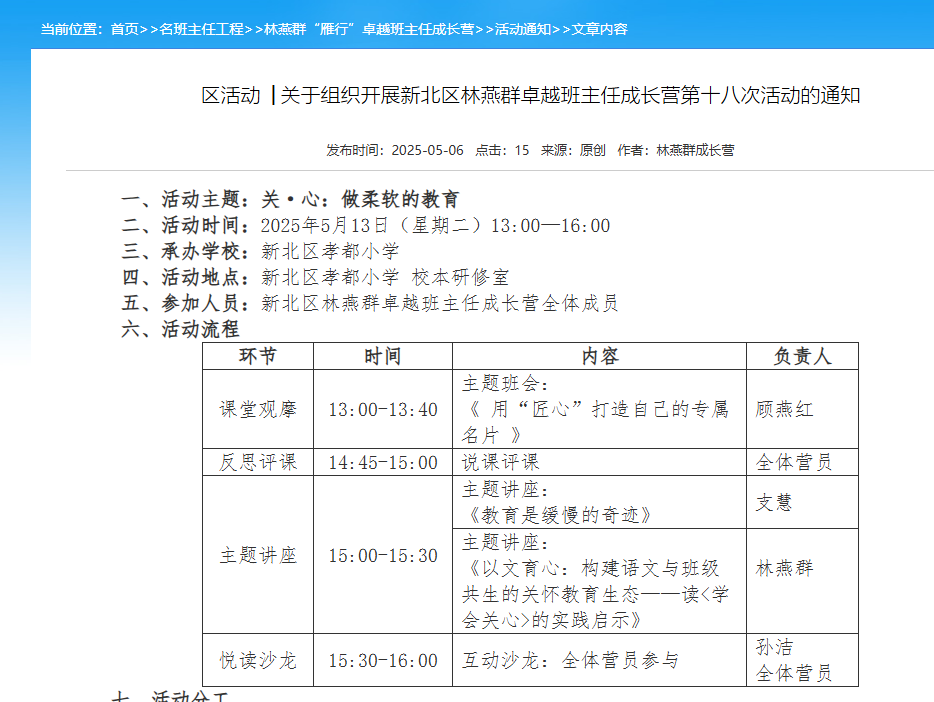 当前位置：首页>>名班主任工程>>林燕群“雁行”卓越班主任成长营>>活动通知>>文章内容
区活动 |关于组织开展新北区林燕群卓越班主任成长营第十八次活动的通知
发布时间：2025-05-06 点击：15 来源：原创 作者：林燕群成长营
一、活动主题：关·心：做柔软的教育
二、活动时间：2025年5月13日（星期二）13:00—16:00
三、承办学校：新北区孝都小学
四、活动地点：新北区孝都小学 校本研修室
五、参加人员：新北区林燕群卓越班主任成长营全体成员
六、活动流程
环节 时间 内容 负责人
课堂观摩 13:00-13:40 主题班会：
《 用“匠心”打造自己的专属
名片 》 顾燕红
反思评课 14:45-15:00 说课评课 全体营员
主题讲座 15:00-15:30 主题讲座：
《教育是缓慢的奇迹》 支慧
主题讲座：
《以文育心：构建语文与班级
共生的关怀教育生态——读<学
会关心>的实践启示》 林燕群
悦读沙龙 15:30-16:00 互动沙龙：全体营员参与 孙洁
全体营员
七、活动分工